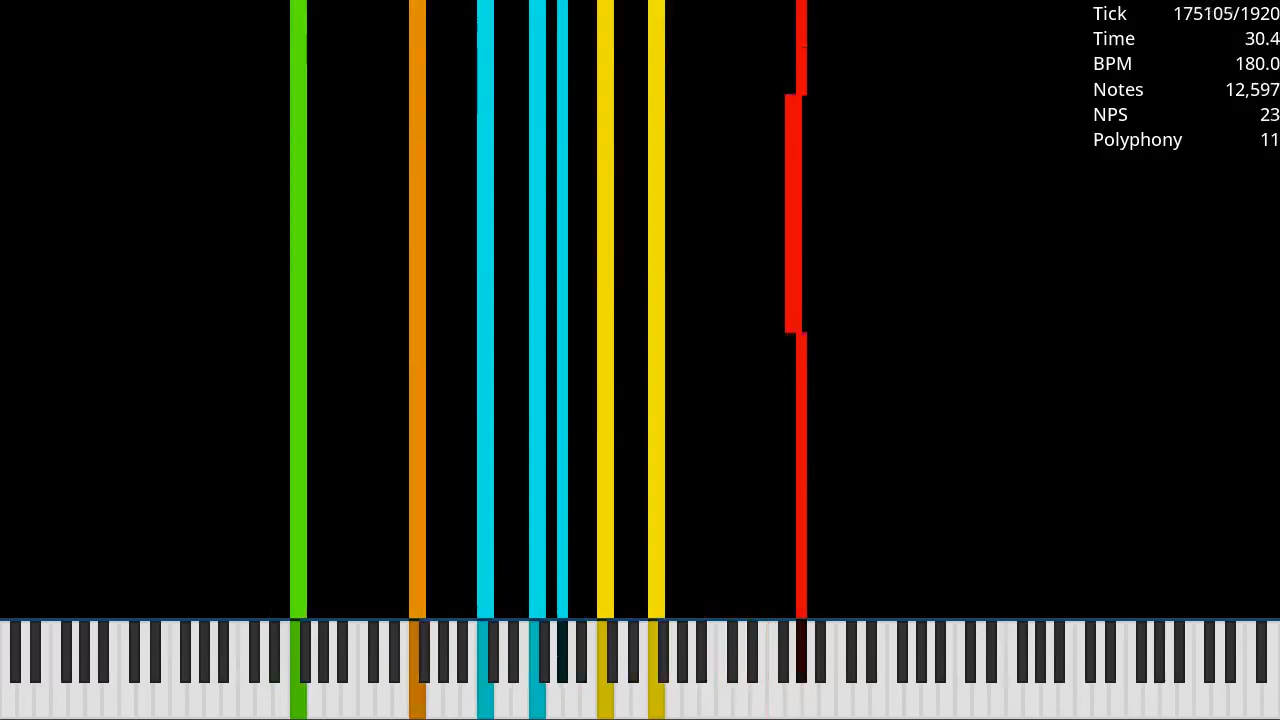 Tick 175105/1920
Time 30.4
BPM 180.0
Notes 12,597
NPS 23
Polyphony 11